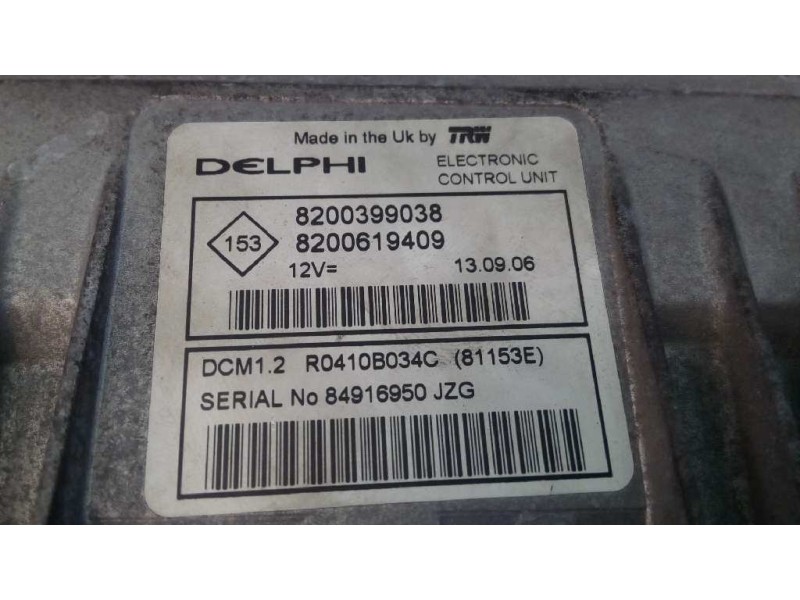 Made in the Uk by TRW
DELPHI
ELECTRONIC
CONTROL UNIT
153
8200399038
8200619409
12V=
13.09.06
DCM1.2 R0410B034C (81153E)
SERIAL No 84916950 JZG